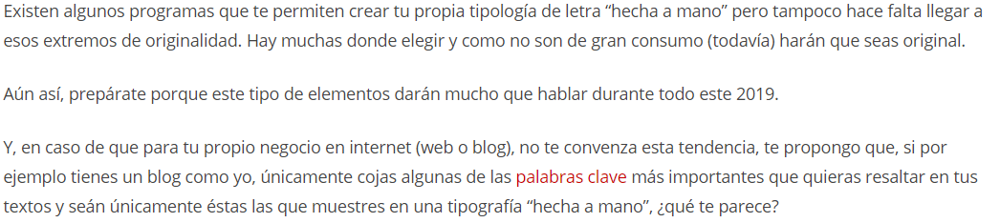 Existen algunos programas que te permiten crear tu propia tipología de letra “hecha a mano” pero tampoco hace falta llegar a
esos extremos de originalidad. Hay muchas donde elegir y como no son de gran consumo (todavía) harán que seas original.
Aún así, prepárate porque este tipo de elementos darán mucho que hablar durante todo este 2019.
Y, en caso de que para tu propio negocio en internet (web o blog), no te convenza esta tendencia, te propongo que, si por
ejemplo tienes un blog como yo, únicamente cojas algunas de las palabras clave más importantes que quieras resaltar en tus
textos y seán únicamente éstas las que muestres en una tipografía “hecha a mano”, ¿qué te parece?